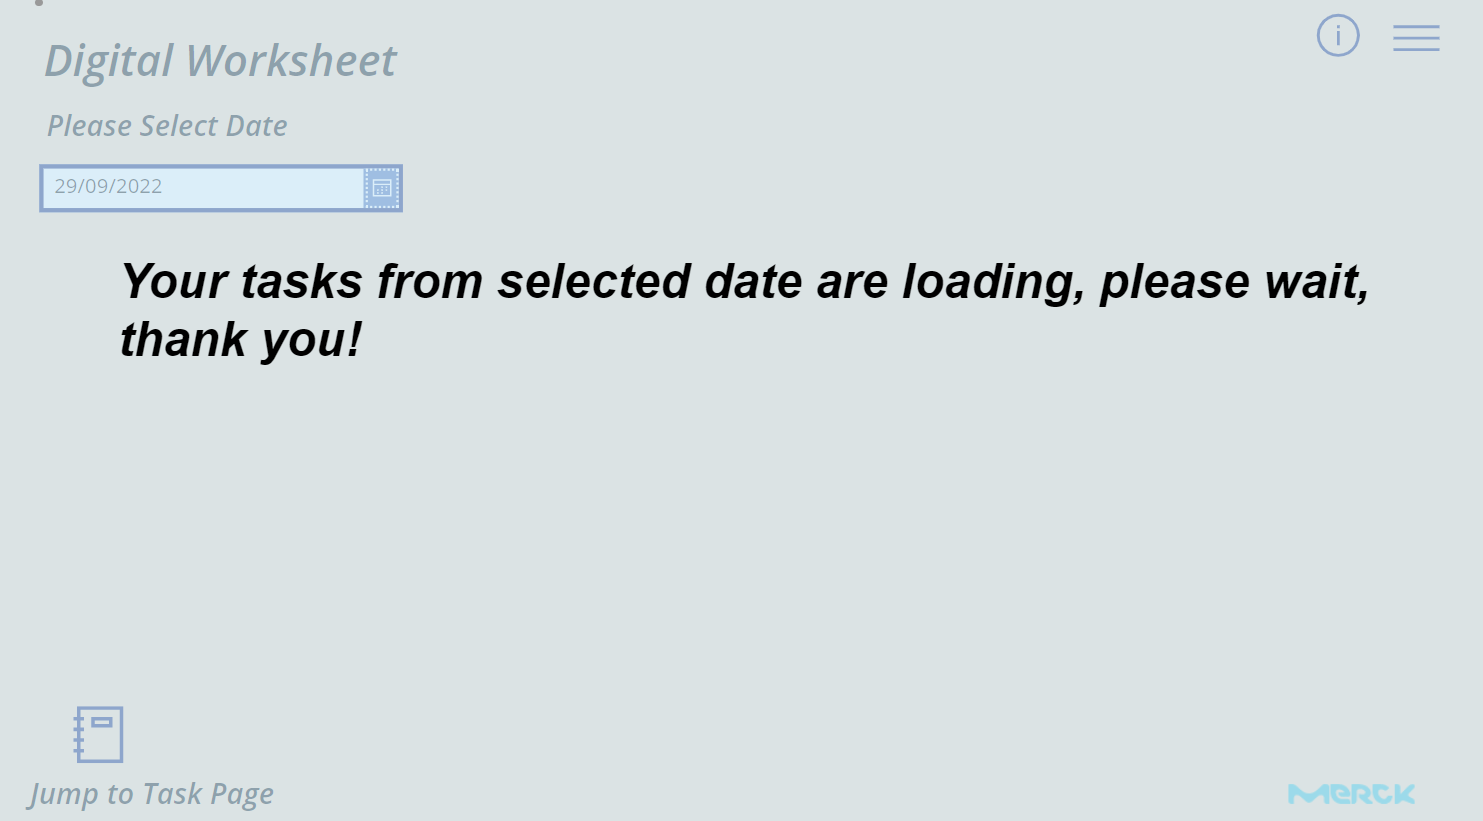 Digital Worksheet
Please Select Date
29/09/2022
Your tasks from selected date are loading, please wait,
thank you!
Jump to Task Page
MERCK